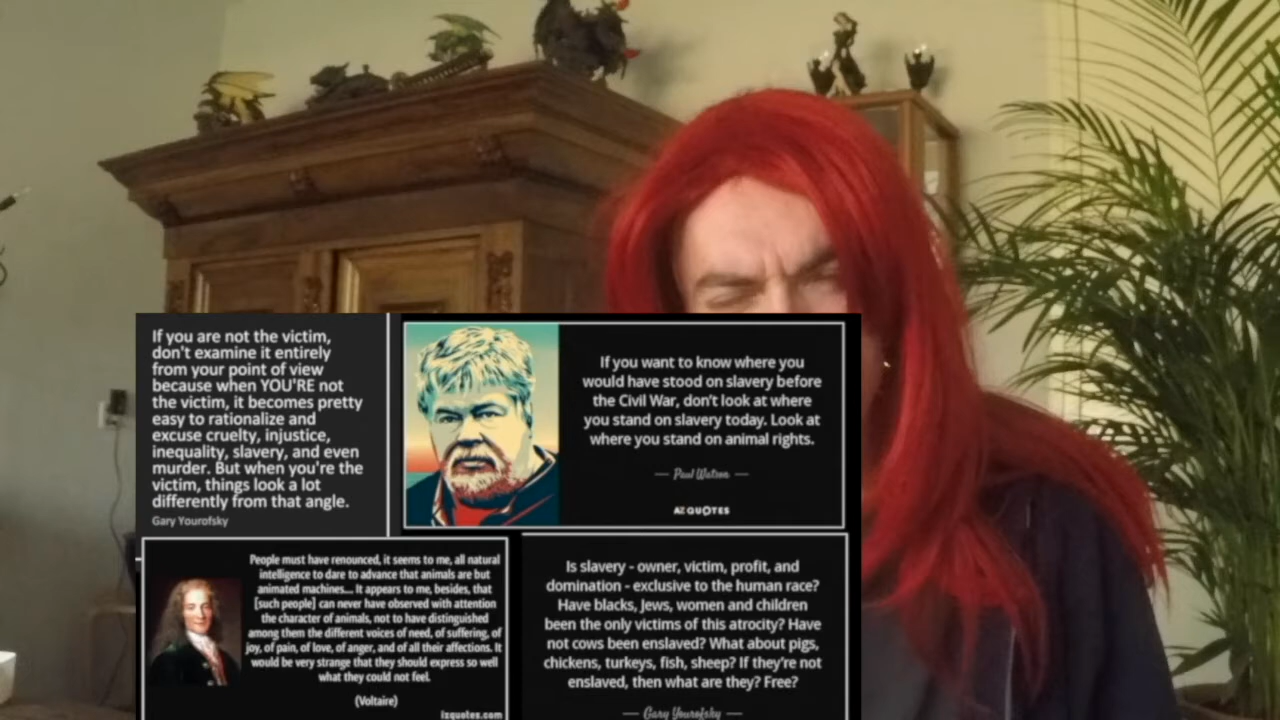 If you are not the victim,
don't examine it entirely
from your point of view
because when YOU'RE not
the victim, it becomes pretty
easy to rationalize and
excuse cruelty, injustice,
inequality, slavery, and even
murder. But when you're the
victim, things look a lot
differently from that angle.
Gary Yourofsky
If you want to know where you
would have stood on slavery before
the Civil War, don't look at where
you stand on slavery today. Look at
where you stand on animal rights.
— Paul Watson —
AZ QUOTES
People must have renounced, it seems to me, all natural
intelligence to dare to advance that animals are but
animated machines.... It appears to me, besides, that
[such people] can never have observed with attention
the character of animals, not to have distinguished
among them the different voices of need, of suffering, of
joy, of pain, of love, of anger, and of all their affections. It
would be very strange that they should express so well
what they could not feel.
(Voltaire)
izquotes.com
Is slavery - owner, victim, profit, and
domination - exclusive to the human race?
Have blacks, Jews, women and children
been the only victims of this atrocity? Have
not cows been enslaved? What about pigs,
chickens, turkeys, fish, sheep? If they're not
enslaved, then what are they? Free?
— Gary Yourofsky —